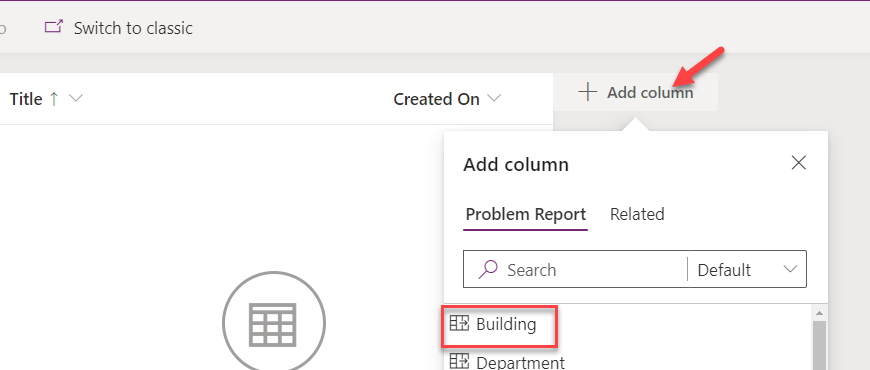 Switch to classic
Title ↑
Created On
+ Add column
Add column
Problem Report
Related
Search
Default
Building
Department